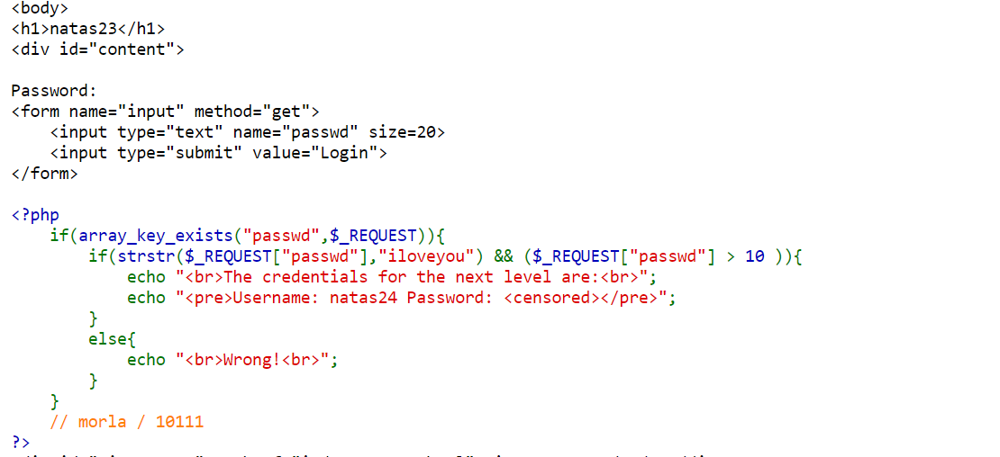 <body>
<h1>natas23</h1>
<div id="content">
Password:
<form name="input" method="get">
    <input type="text" name="passwd" size=20>
    <input type="submit" value="Login">
</form>
<?php
    if(array_key_exists("passwd",$_REQUEST)){
        if(strstr($_REQUEST["passwd"],"iloveyou") && ($_REQUEST["passwd"] > 10 )){
            echo "<br>The credentials for the next level are:<br>";
            echo "<pre>Username: natas24 Password: <censored></pre>";
        }
        else{
            echo "<br>Wrong!<br>";
        }
    }
    // morla / 10111
?>